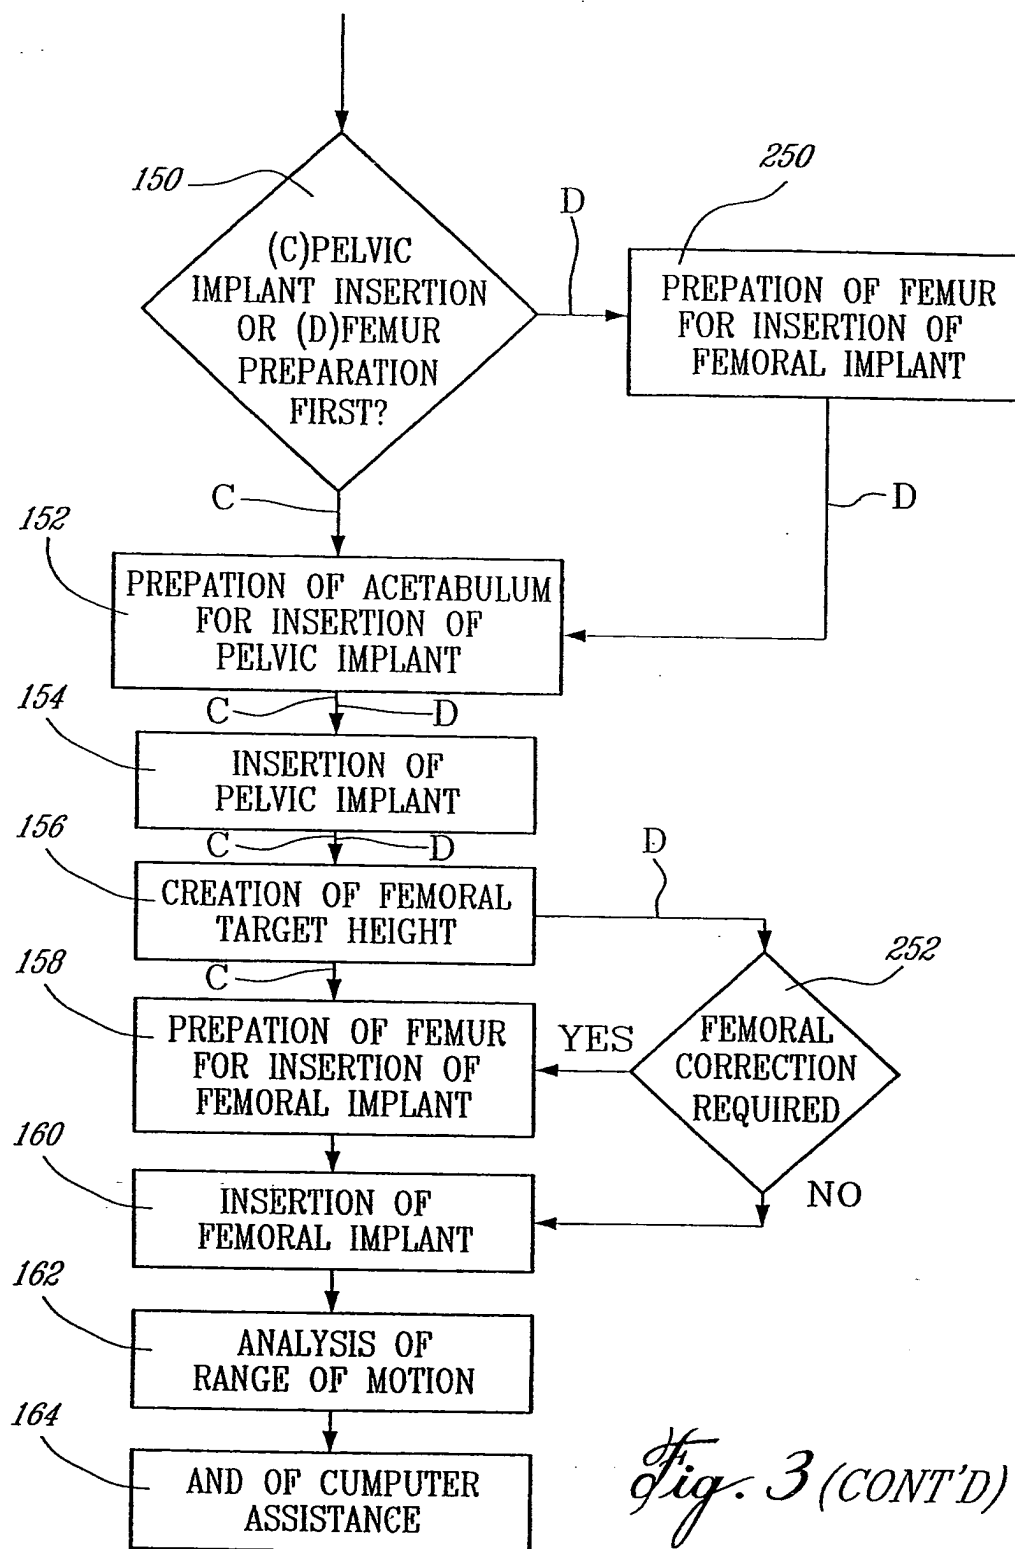 150
(C)PELVIC
IMPLANT INSERTION
OR (D)FEMUR
PREPARATION
FIRST?
D
250
PREPATION OF FEMUR
FOR INSERTION OF
FEMORAL IMPLANT
C
D
152
PREPATION OF ACETABULUM
FOR INSERTION OF
PELVIC IMPLANT
C
D
154
INSERTION OF
PELVIC IMPLANT
C
D
156
CREATION OF FEMORAL
TARGET HEIGHT
D
C
158
PREPATION OF FEMUR
FOR INSERTION OF
FEMORAL IMPLANT
YES
252
FEMORAL
CORRECTION
REQUIRED
NO
160
INSERTION OF
FEMORAL IMPLANT
162
ANALYSIS OF
RANGE OF MOTION
164
AND OF CUMPUTER
ASSISTANCE
Fig. 3 (CONT'D)